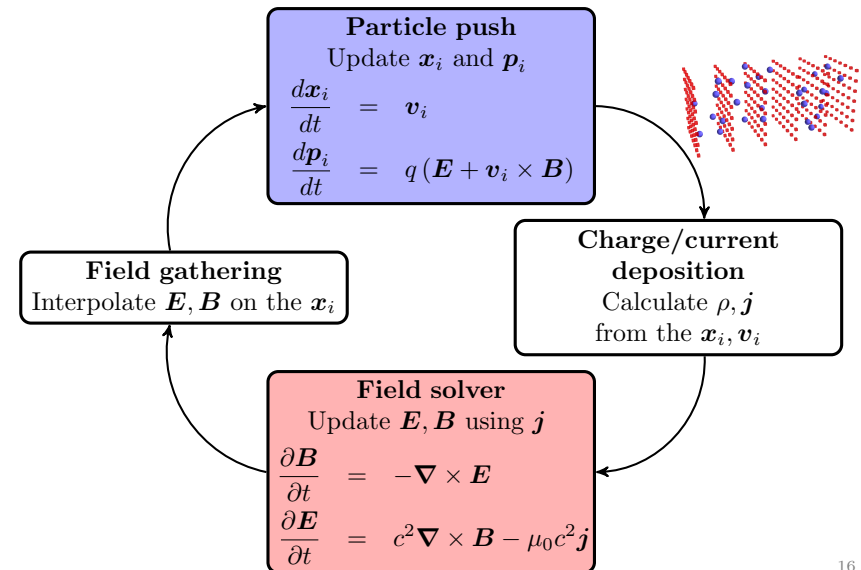 Particle push
Update 𝒙ᵢ and 𝒑ᵢ
d𝒙ᵢ/dt = 𝒗ᵢ
d𝒑ᵢ/dt = q (𝑬 + 𝒗ᵢ × 𝑩)
Charge/current
deposition
Calculate ρ, 𝒋
from the 𝒙ᵢ, 𝒗ᵢ
Field gathering
Interpolate 𝑬, 𝑩 on the 𝒙ᵢ
Field solver
Update 𝑬, 𝑩 using 𝒋
∂𝑩/∂t = −𝛁 × 𝑬
∂𝑬/∂t = c²𝛁 × 𝑩 − μ₀c²𝒋
16